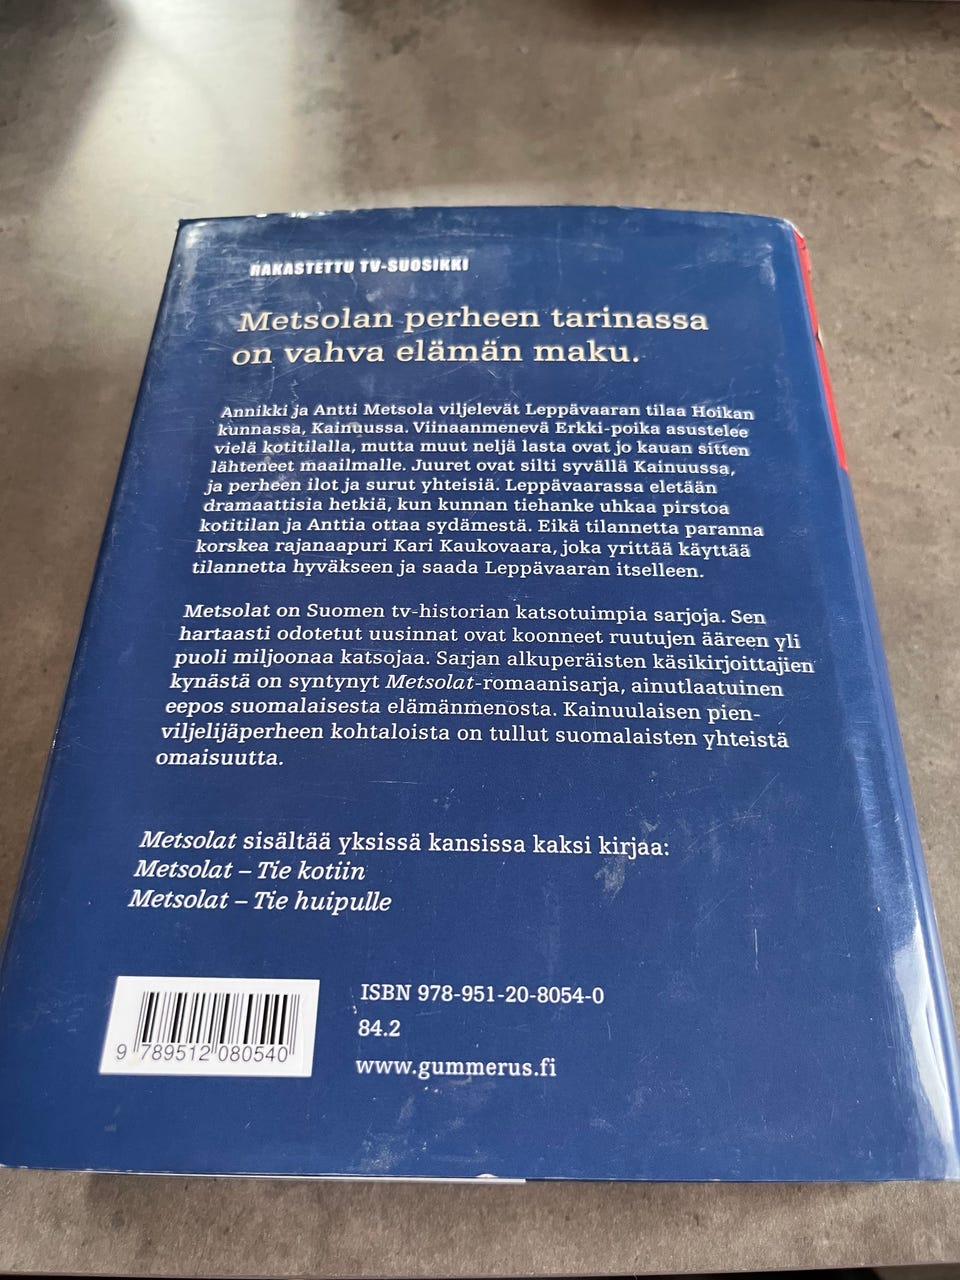 RAKASTETTU TV-SUOSIKKI
Metsolan perheen tarinassa
on vahva elämän maku.
Annikki ja Antti Metsola viljelevät Leppävaaran tilaa Hoikan
kunnassa, Kainuussa. Viinaanmenevä Erkki-poika asustelee
vielä kotitilalla, mutta muut neljä lasta ovat jo kauan sitten
lähteneet maailmalle. Juuret ovat silti syvällä Kainuussa,
ja perheen ilot ja surut yhteisiä. Leppävaarassa eletään
dramaattisia hetkiä, kun kunnan tiehanke uhkaa pirstoa
kotitilan ja Anttia ottaa sydämestä. Eikä tilannetta paranna
korskea rajanaapuri Kari Kaukovaara, joka yrittää käyttää
tilannetta hyväkseen ja saada Leppävaaran itselleen.
Metsolat on Suomen tv-historian katsotuimpia sarjoja. Sen
hartaasti odotetut uusinnat ovat koonneet ruutujen ääreen yli
puoli miljoonaa katsojaa. Sarjan alkuperäisten käsikirjoittajien
kynästä on syntynyt Metsolat-romaanisarja, ainutlaatuinen
eepos suomalaisesta elämänmenosta. Kainuulaisen pien-
viljelijäperheen kohtaloista on tullut suomalaisten yhteistä
omaisuutta.
Metsolat sisältää yksissä kansissa kaksi kirjaa:
Metsolat – Tie kotiin
Metsolat – Tie huipulle
ISBN 978-951-20-8054-0
84.2
www.gummerus.fi
9 789512 080540